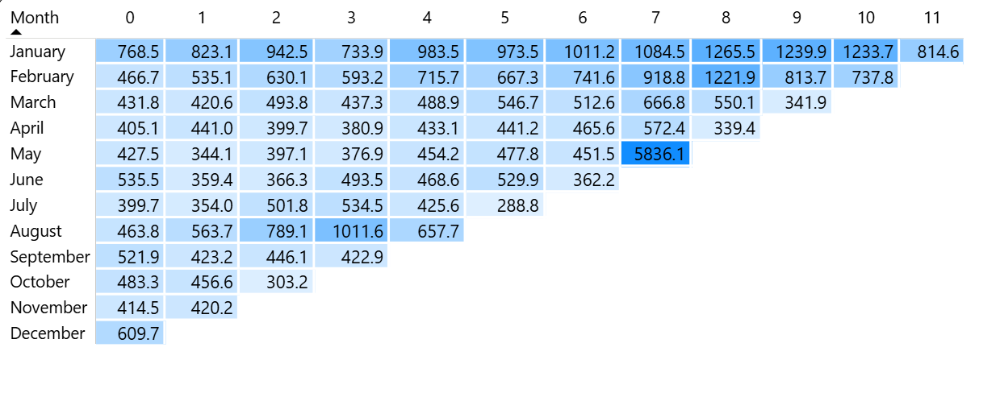 Month 0 1 2 3 4 5 6 7 8 9 10 11
January 768.5 823.1 942.5 733.9 983.5 973.5 1011.2 1084.5 1265.5 1239.9 1233.7 814.6
February 466.7 535.1 630.1 593.2 715.7 667.3 741.6 918.8 1221.9 813.7 737.8
March 431.8 420.6 493.8 437.3 488.9 546.7 512.6 666.8 550.1 341.9
April 405.1 441.0 399.7 380.9 433.1 441.2 465.6 572.4 339.4
May 427.5 344.1 397.1 376.9 454.2 477.8 451.5 5836.1
June 535.5 359.4 366.3 493.5 468.6 529.9 362.2
July 399.7 354.0 501.8 534.5 425.6 288.8
August 463.8 563.7 789.1 1011.6 657.7
September 521.9 423.2 446.1 422.9
October 483.3 456.6 303.2
November 414.5 420.2
December 609.7